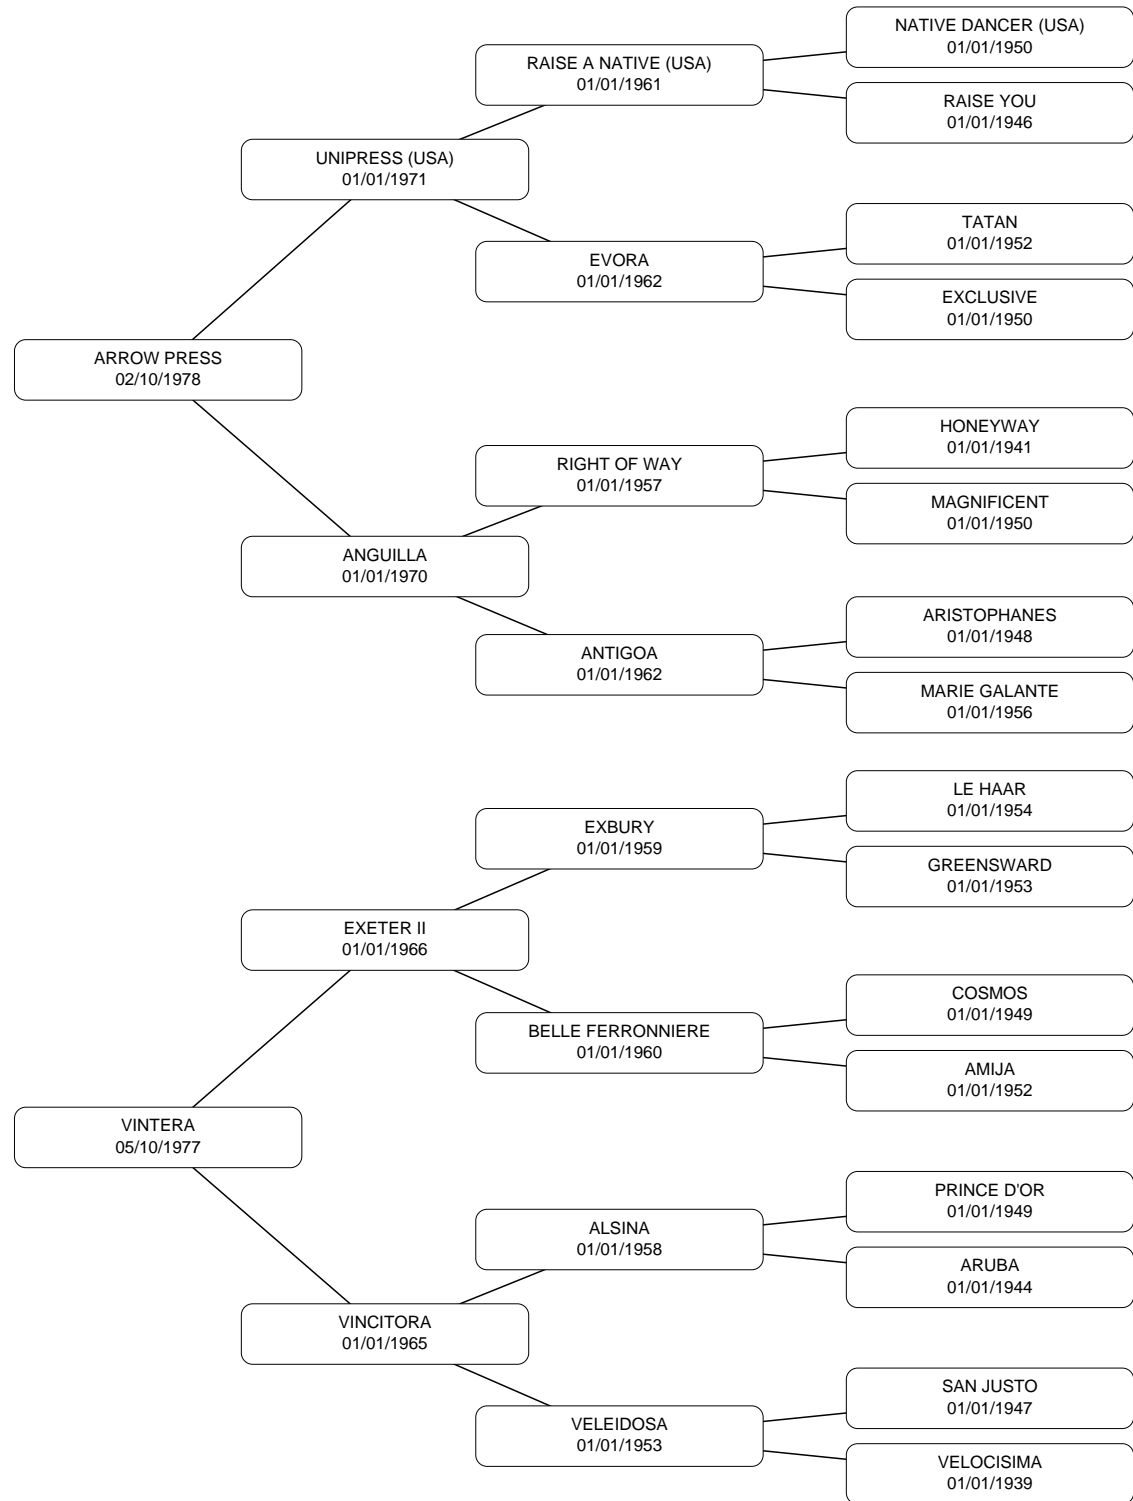 NATIVE DANCER (USA)
01/01/1950
RAISE A NATIVE (USA)
01/01/1961
RAISE YOU
01/01/1946
UNIPRESS (USA)
01/01/1971
TATAN
01/01/1952
EVORA
01/01/1962
EXCLUSIVE
01/01/1950
ARROW PRESS
02/10/1978
HONEYWAY
01/01/1941
RIGHT OF WAY
01/01/1957
MAGNIFICENT
01/01/1950
ANGUILLA
01/01/1970
ARISTOPHANES
01/01/1948
ANTIGOA
01/01/1962
MARIE GALANTE
01/01/1956
LE HAAR
01/01/1954
EXBURY
01/01/1959
GREENSWARD
01/01/1953
EXETER II
01/01/1966
COSMOS
01/01/1949
BELLE FERRONNIERE
01/01/1960
AMIJA
01/01/1952
VINTERA
05/10/1977
PRINCE D'OR
01/01/1949
ALSINA
01/01/1958
ARUBA
01/01/1944
VINCITORA
01/01/1965
SAN JUSTO
01/01/1947
VELEIDOSA
01/01/1953
VELOCISIMA
01/01/1939